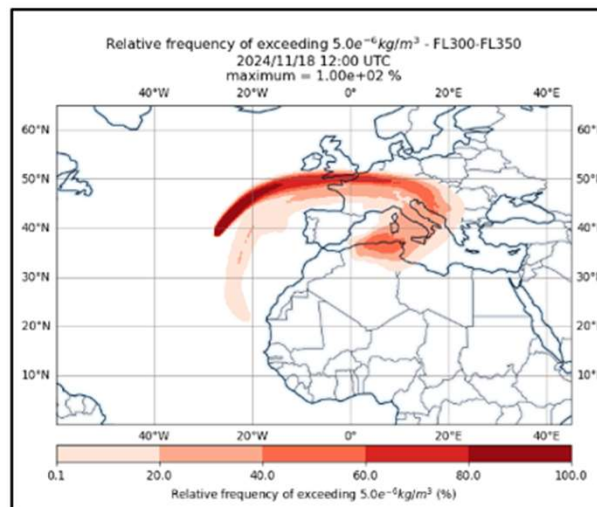 Relative frequency of exceeding 5.0e⁻⁶kg/m³ - FL300-FL350
2024/11/18 12:00 UTC
maximum = 1.00e+02 %
40°W 20°W 0° 20°E 40°E
60°N 60°N
50°N 50°N
40°N 40°N
30°N 30°N
20°N 20°N
10°N 10°N
40°W 20°W 0° 20°E 40°E
0.1 20.0 40.0 60.0 80.0 100.0
Relative frequency of exceeding 5.0e⁻⁶kg/m³ (%)